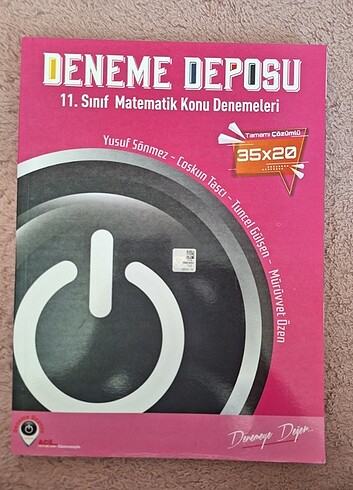 DENEME DEPOSU
11. Sınıf Matematik Konu Denemeleri
Tamamı Çözümlü
35x20
Yusuf Sönmez - Coşkun Taşçı - Tuncel Gülşen - Mürüvvet Özen
Denemeye Değer..